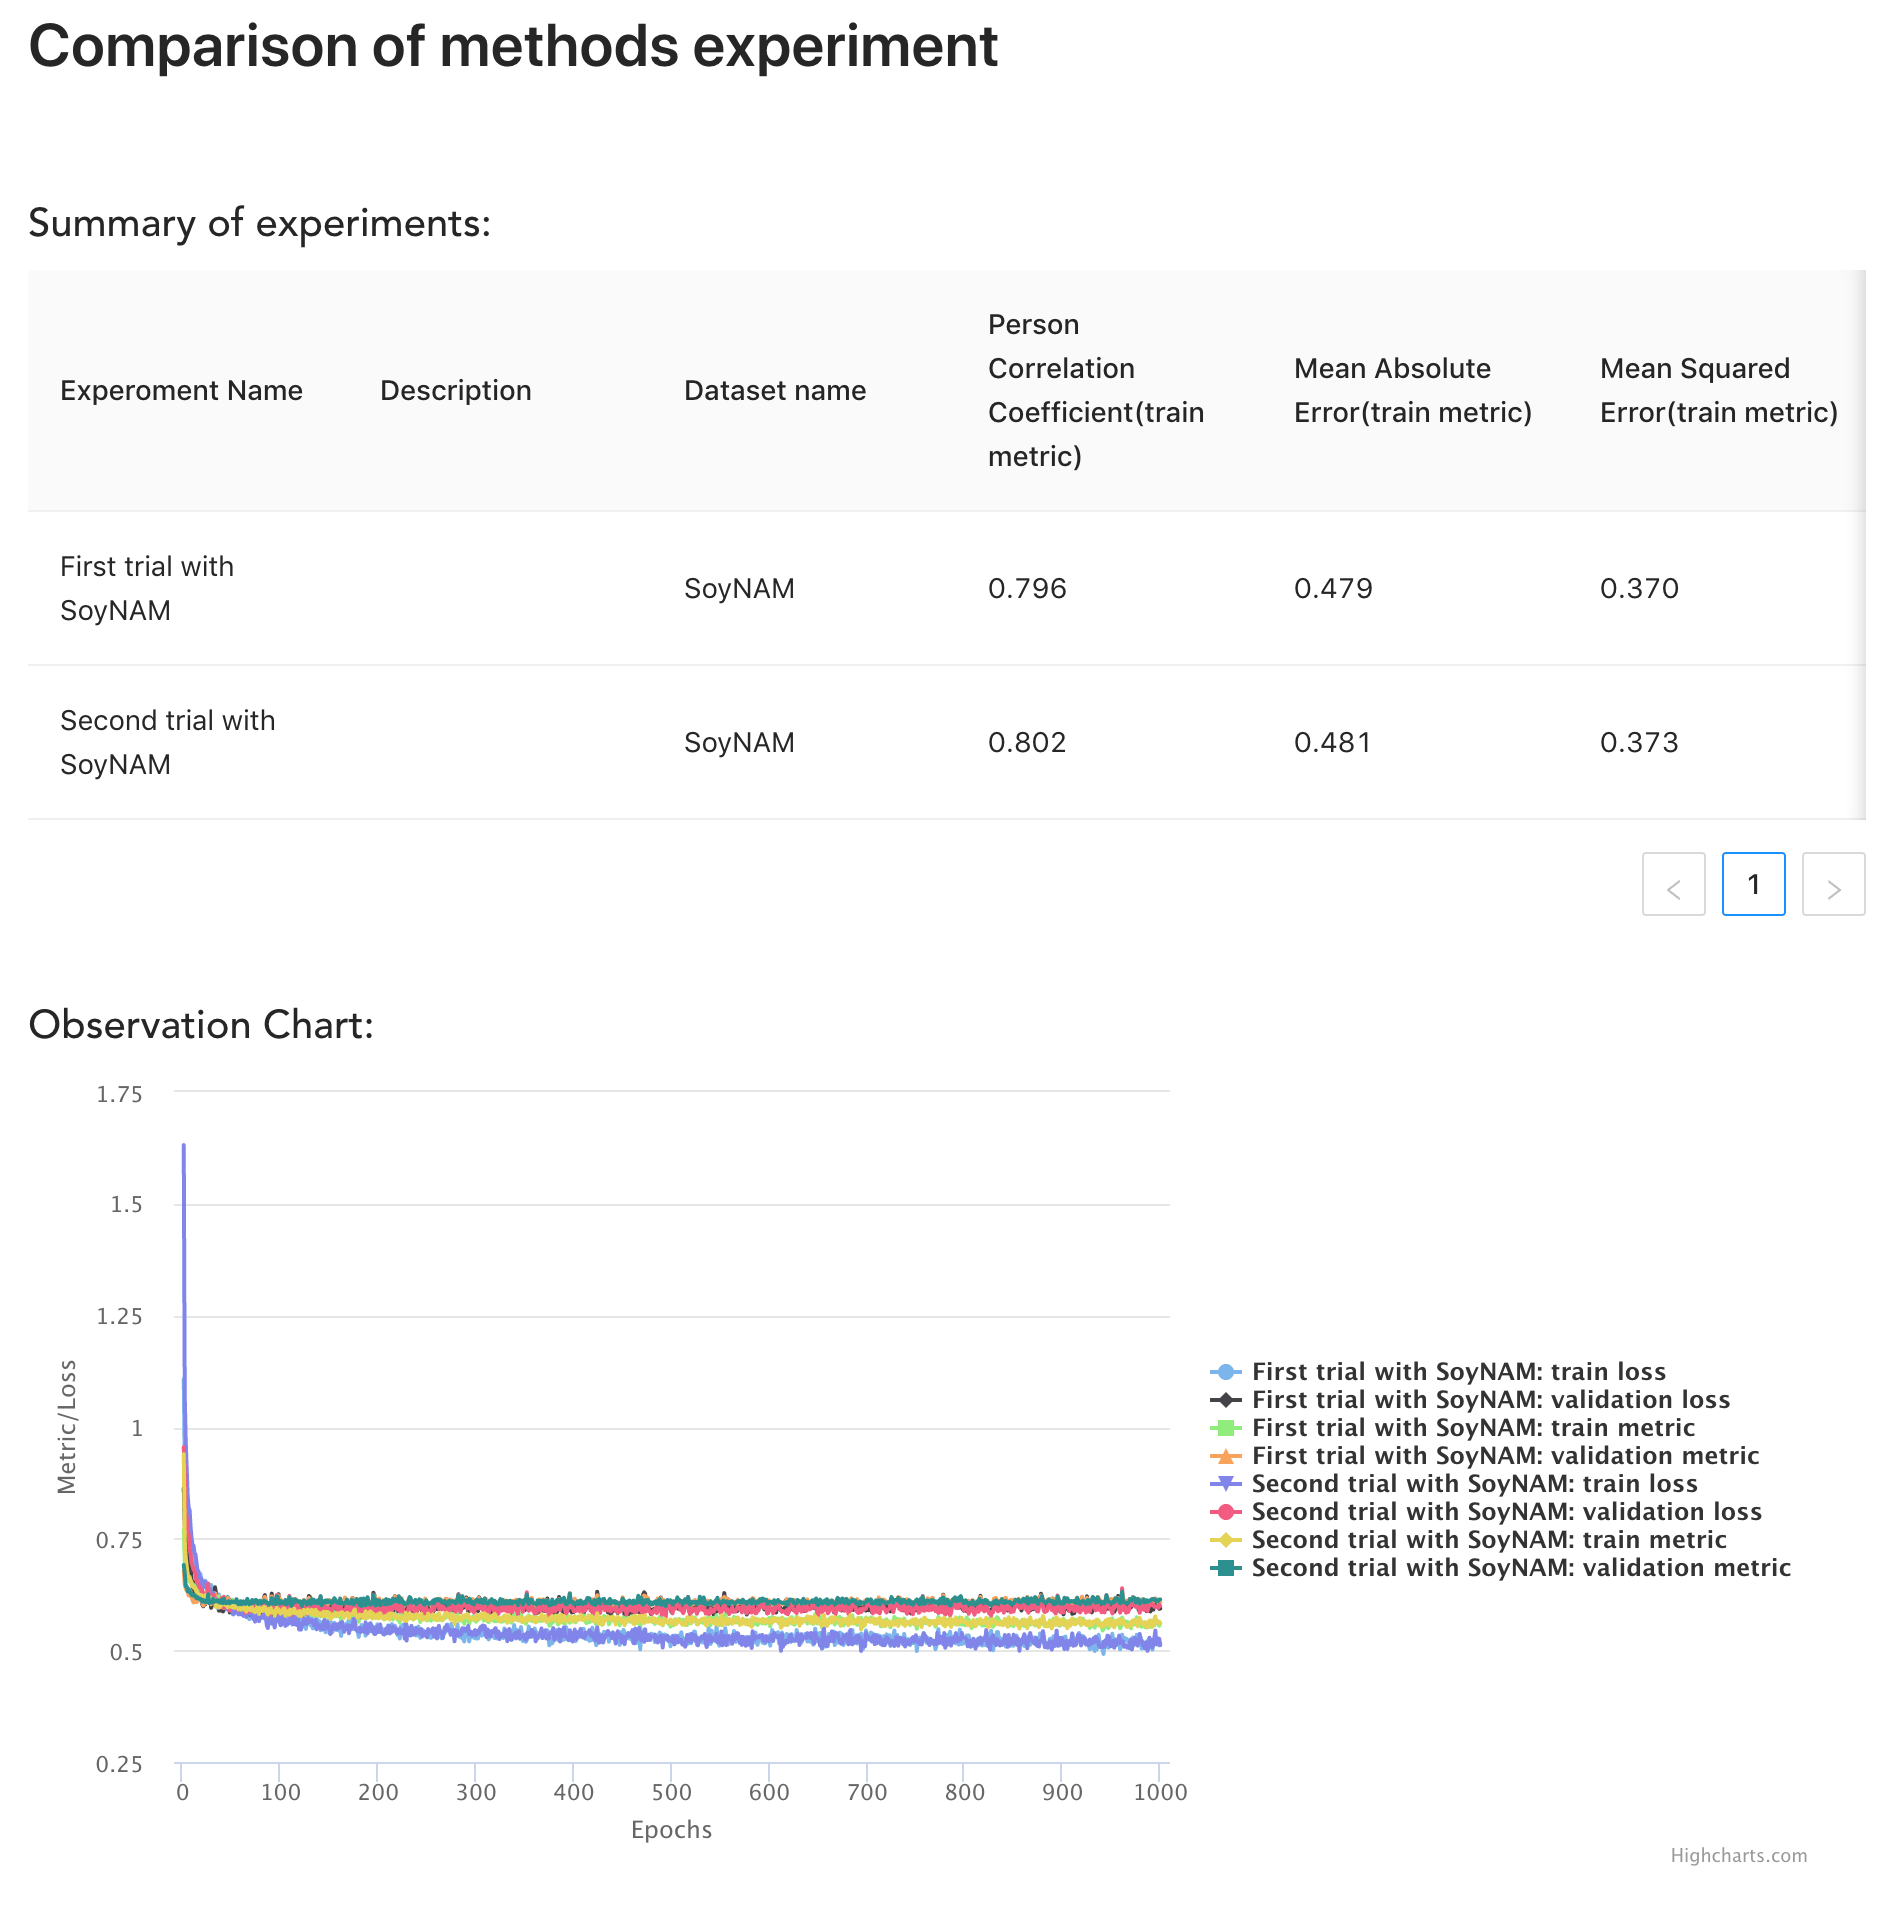 Comparison of methods experiment
Summary of experiments:
Experoment Name
Description
Dataset name
Person
Correlation
Coefficient(train
metric)
Mean Absolute
Error(train metric)
Mean Squared
Error(train metric)
First trial with
SoyNAM
SoyNAM
0.796
0.479
0.370
Second trial with
SoyNAM
SoyNAM
0.802
0.481
0.373
<
1
>
Observation Chart:
1.75
1.5
1.25
1
0.75
0.5
0.25
Metric/Loss
0 100 200 300 400 500 600 700 800 900 1000
Epochs
First trial with SoyNAM: train loss
First trial with SoyNAM: validation loss
First trial with SoyNAM: train metric
First trial with SoyNAM: validation metric
Second trial with SoyNAM: train loss
Second trial with SoyNAM: validation loss
Second trial with SoyNAM: train metric
Second trial with SoyNAM: validation metric
Highcharts.com